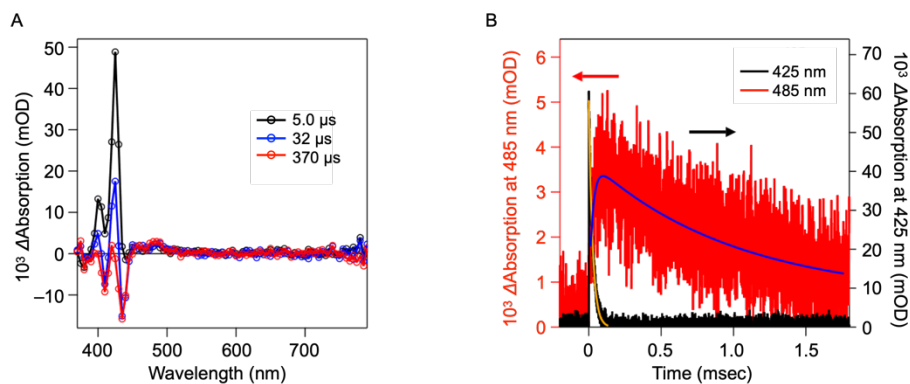 A
10³ ΔAbsorption (mOD)
50
40
30
20
10
0
−10
400
500
600
700
Wavelength (nm)
5.0 μs
32 μs
370 μs
B
10³ ΔAbsorption at 485 nm (mOD)
6
5
4
3
2
1
0
0
0.5
1.0
1.5
Time (msec)
425 nm
485 nm
70
60
50
40
30
20
10
0
10³ ΔAbsorption at 425 nm (mOD)